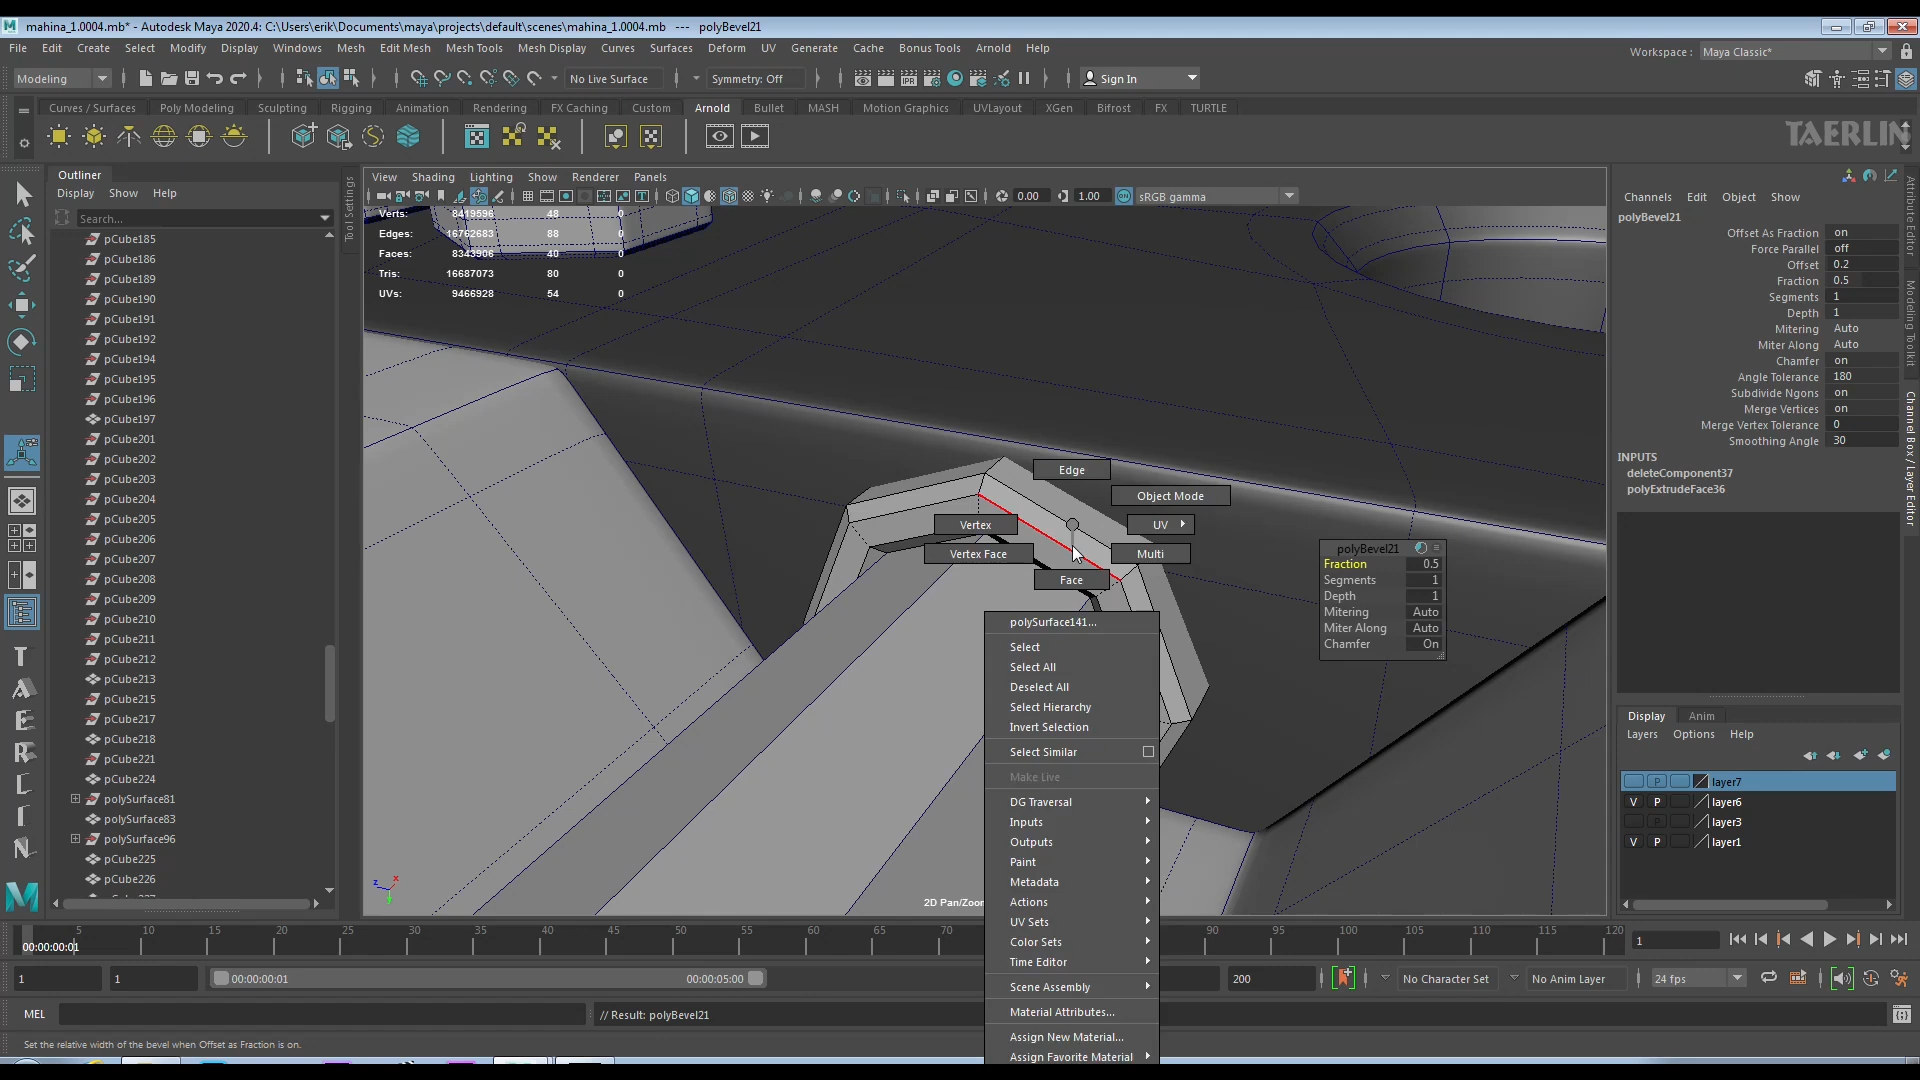 mahina_1.0004.mb* - Autodesk Maya 2020.4: C:\Users\erik\Documents\maya\projects\default\scenes\mahina_1.0004.mb --- polyBevel21
File Edit Create Select Modify Display Windows Mesh Edit Mesh Mesh Tools Mesh Display Curves Surfaces Deform UV Generate Cache Bonus Tools Arnold Help
Workspace : Maya Classic*
Modeling
No Live Surface
Symmetry: Off
Sign In
Curves / Surfaces Poly Modeling Sculpting Rigging Animation Rendering FX Caching Custom Arnold Bullet MASH Motion Graphics UVLayout XGen Bifrost FX TURTLE
TAERLIN
Outliner
Display Show Help
Search...
pCube185
pCube186
pCube189
pCube190
pCube191
pCube192
pCube194
pCube195
pCube196
pCube197
pCube201
pCube202
pCube203
pCube204
pCube205
pCube206
pCube207
pCube208
pCube209
pCube210
pCube211
pCube212
pCube213
pCube215
pCube217
pCube218
pCube221
pCube224
polySurface81
polySurface83
polySurface96
pCube225
pCube226
Tool Settings
View Shading Lighting Show Renderer Panels
0.00 1.00 sRGB gamma
Verts: 8419596 48 0
Edges: 16762683 88 0
Faces: 8343906 40 0
Tris: 16687073 80 0
UVs: 9466928 54 0
Edge
Object Mode
Vertex
UV
Vertex Face
Multi
Face
polySurface141...
Select
Select All
Deselect All
Select Hierarchy
Invert Selection
Select Similar
Make Live
DG Traversal
Inputs
Outputs
Paint
Metadata
Actions
UV Sets
Color Sets
Time Editor
Scene Assembly
Material Attributes...
Assign New Material...
Assign Favorite Material
polyBevel21
Fraction 0.5
Segments 1
Depth 1
Mitering Auto
Miter Along Auto
Chamfer On
2D Pan/Zoo
Channels Edit Object Show
polyBevel21
Offset As Fraction on
Force Parallel off
Offset 0.2
Fraction 0.5
Segments 1
Depth 1
Mitering Auto
Miter Along Auto
Chamfer on
Angle Tolerance 180
Subdivide Ngons on
Merge Vertices on
Merge Vertex Tolerance 0
Smoothing Angle 30
INPUTS
deleteComponent37
polyExtrudeFace36
Attribute Editor
Modeling Toolkit
Channel Box / Layer Editor
Display Anim
Layers Options Help
P layer7
V P layer6
P layer3
V P layer1
5 10 15 20 25 30 35 40 45 50 55 60 65 70 90 95 100 105 110 115 120
00:00:00:01
1
1 1 00:00:00:01 00:05:00 200 No Character Set No Anim Layer 24 fps
MEL // Result: polyBevel21
Set the relative width of the bevel when Offset as Fraction is on.